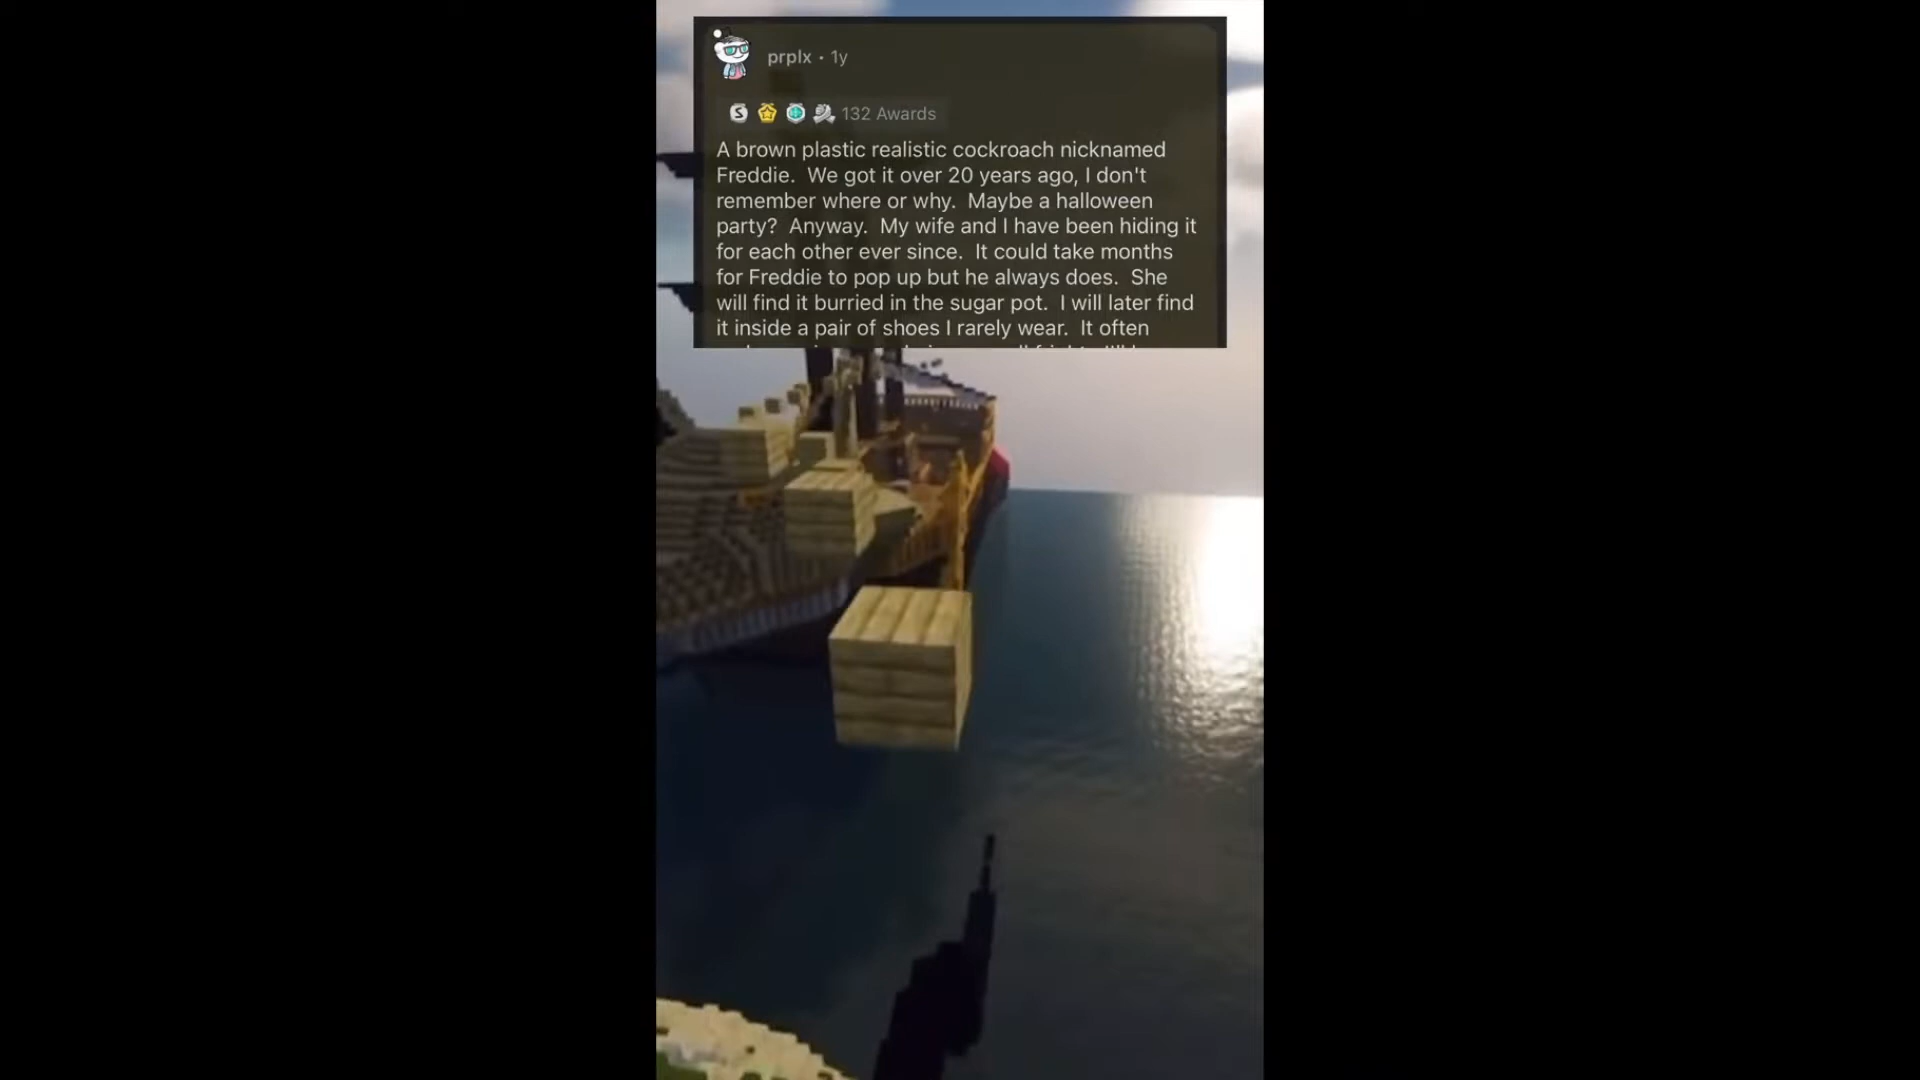 prplx • 1y
132 Awards
A brown plastic realistic cockroach nicknamed
Freddie. We got it over 20 years ago, I don't
remember where or why. Maybe a halloween
party? Anyway. My wife and I have been hiding it
for each other ever since. It could take months
for Freddie to pop up but he always does. She
will find it burried in the sugar pot. I will later find
it inside a pair of shoes I rarely wear. It often